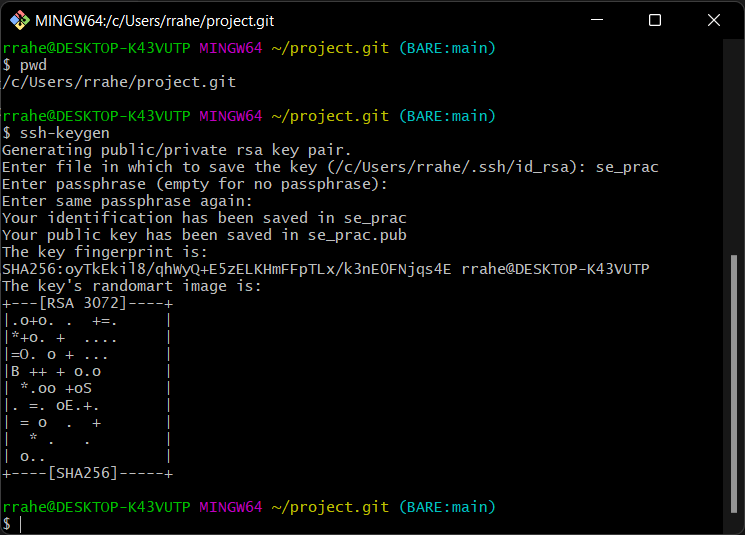 MINGW64:/c/Users/rrahe/project.git
rrahe@DESKTOP-K43VUTP MINGW64 ~/project.git (BARE:main)
$ pwd
/c/Users/rrahe/project.git
rrahe@DESKTOP-K43VUTP MINGW64 ~/project.git (BARE:main)
$ ssh-keygen
Generating public/private rsa key pair.
Enter file in which to save the key (/c/Users/rrahe/.ssh/id_rsa): se_prac
Enter passphrase (empty for no passphrase):
Enter same passphrase again:
Your identification has been saved in se_prac
Your public key has been saved in se_prac.pub
The key fingerprint is:
SHA256:oyTkEkil8/qhWyQ+E5zELKHmFFpTLx/k3nE0FNjqs4E rrahe@DESKTOP-K43VUTP
The key's randomart image is:
+---[RSA 3072]----+
|.o+o. .  +=.     |
|*+o. +  ....     |
|=O. o + ...      |
|B ++ + o.o       |
| *.oo +oS        |
|. =. oE.+.       |
| = o  .  +       |
|  * .   .        |
| o..             |
+----[SHA256]-----+
rrahe@DESKTOP-K43VUTP MINGW64 ~/project.git (BARE:main)
$